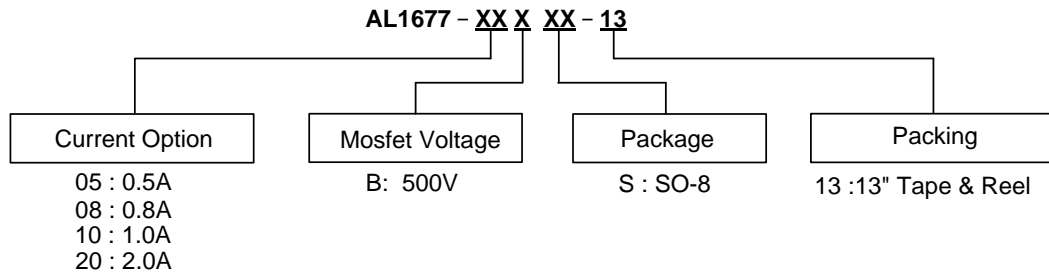 AL1677 – XX X XX – 13
Current Option
05 : 0.5A
08 : 0.8A
10 : 1.0A
20 : 2.0A
Mosfet Voltage
B: 500V
Package
S : SO-8
Packing
13 :13" Tape & Reel